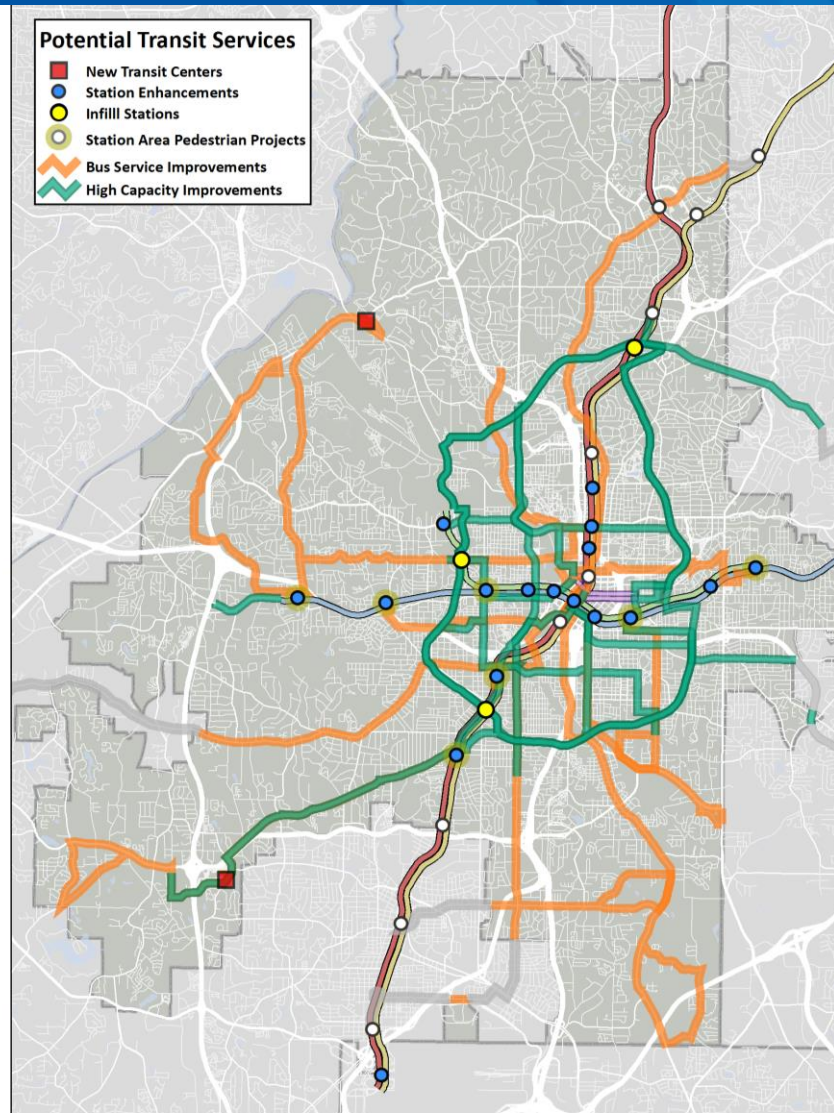 Potential Transit Services
New Transit Centers
Station Enhancements
Infilll Stations
Station Area Pedestrian Projects
Bus Service Improvements
High Capacity Improvements